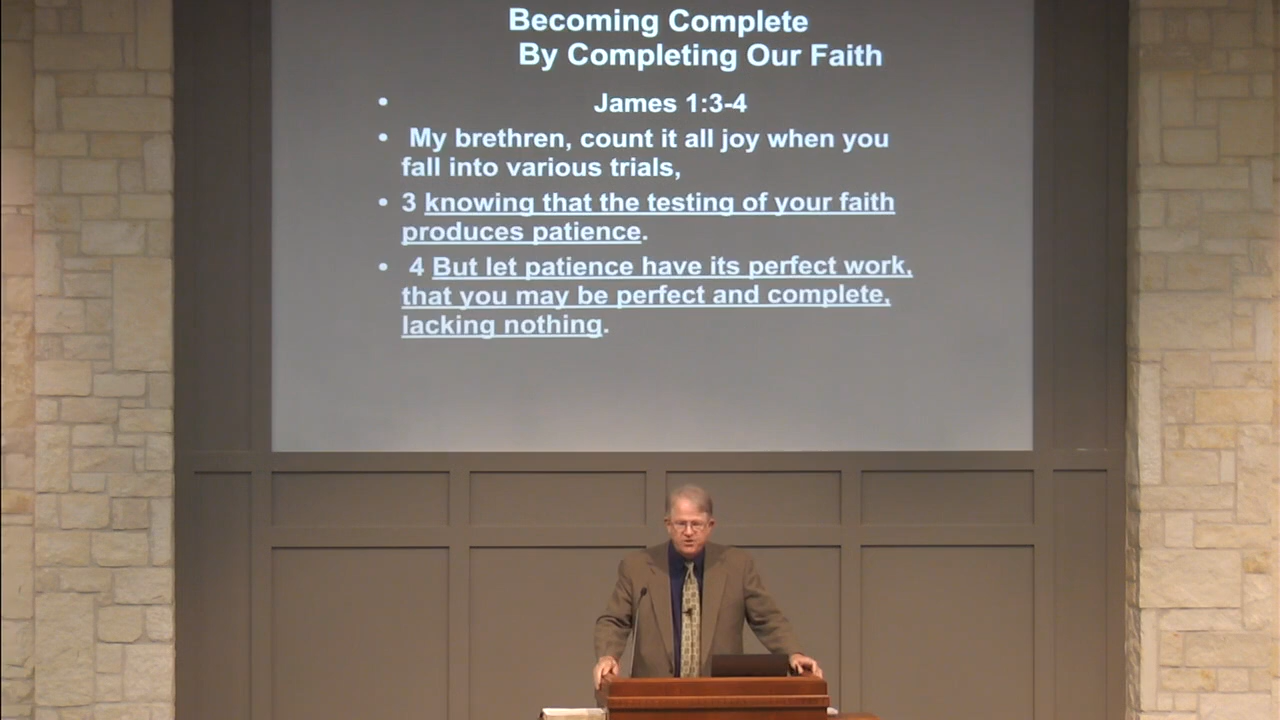 Becoming Complete
By Completing Our Faith
• James 1:3-4
• My brethren, count it all joy when you
fall into various trials,
• 3 knowing that the testing of your faith
produces patience.
• 4 But let patience have its perfect work,
that you may be perfect and complete,
lacking nothing.